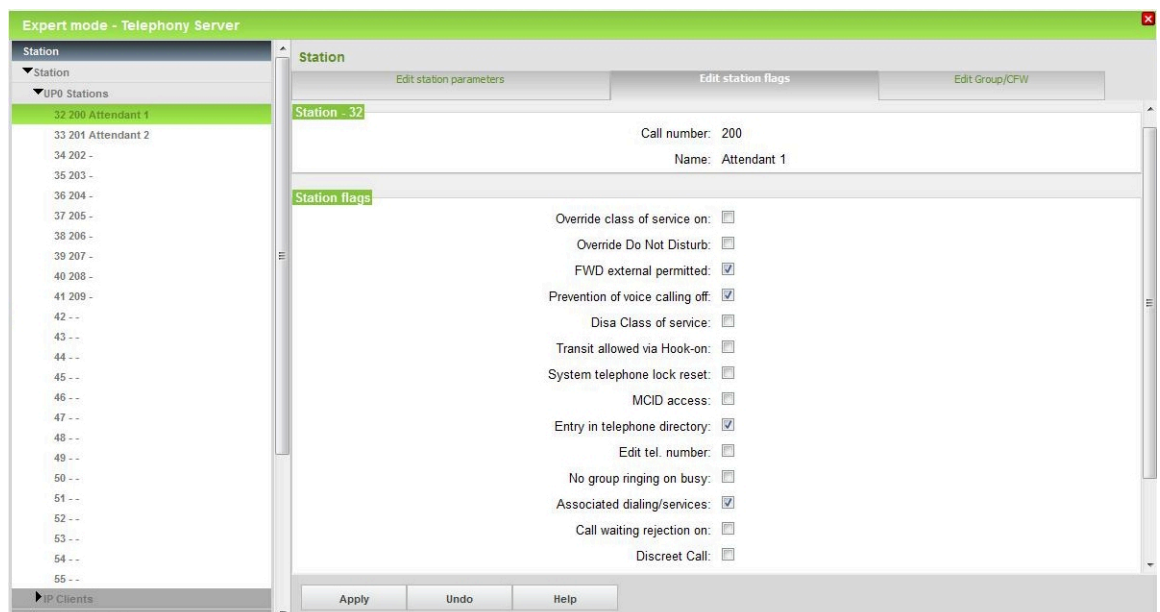 Expert mode - Telephony Server
Station
Station
UP0 Stations
32 200 Attendant 1
33 201 Attendant 2
34 202 -
35 203 -
36 204 -
37 205 -
38 206 -
39 207 -
40 208 -
41 209 -
42 - -
43 - -
44 - -
45 - -
46 - -
47 - -
48 - -
49 - -
50 - -
51 - -
52 - -
53 - -
54 - -
55 - -
IP Clients
Station
Edit station parameters
Edit station flags
Edit Group/CFW
Station - 32
Call number: 200
Name: Attendant 1
Station flags
Override class of service on:
Override Do Not Disturb:
FWD external permitted:
Prevention of voice calling off:
Disa Class of service:
Transit allowed via Hook-on:
System telephone lock reset:
MCID access:
Entry in telephone directory:
Edit tel. number:
No group ringing on busy:
Associated dialing/services:
Call waiting rejection on:
Discreet Call:
Apply
Undo
Help